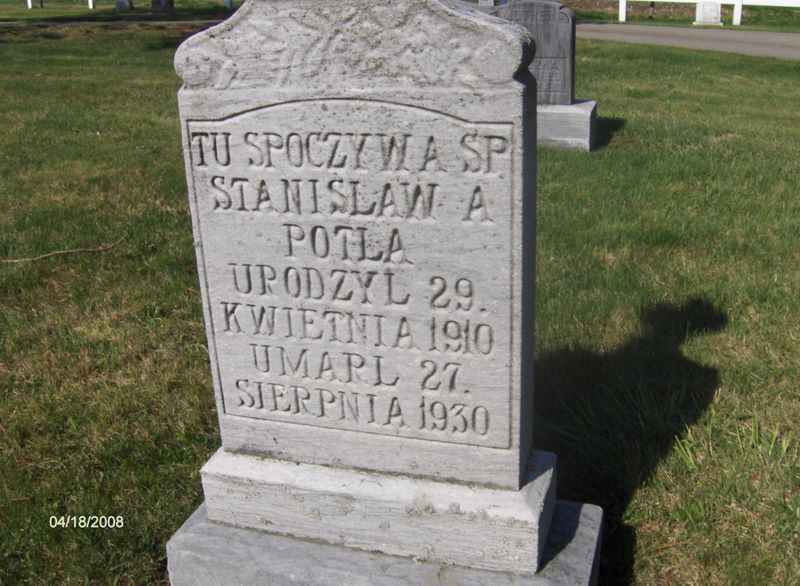 TU SPOCZYWA SP.
STANISLAW A
POTLA
URODZYL 29.
KWIETNIA 1910
UMARL 27.
SIERPNIA 1930
04/18/2008